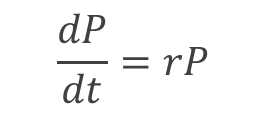 dP/dt = rP